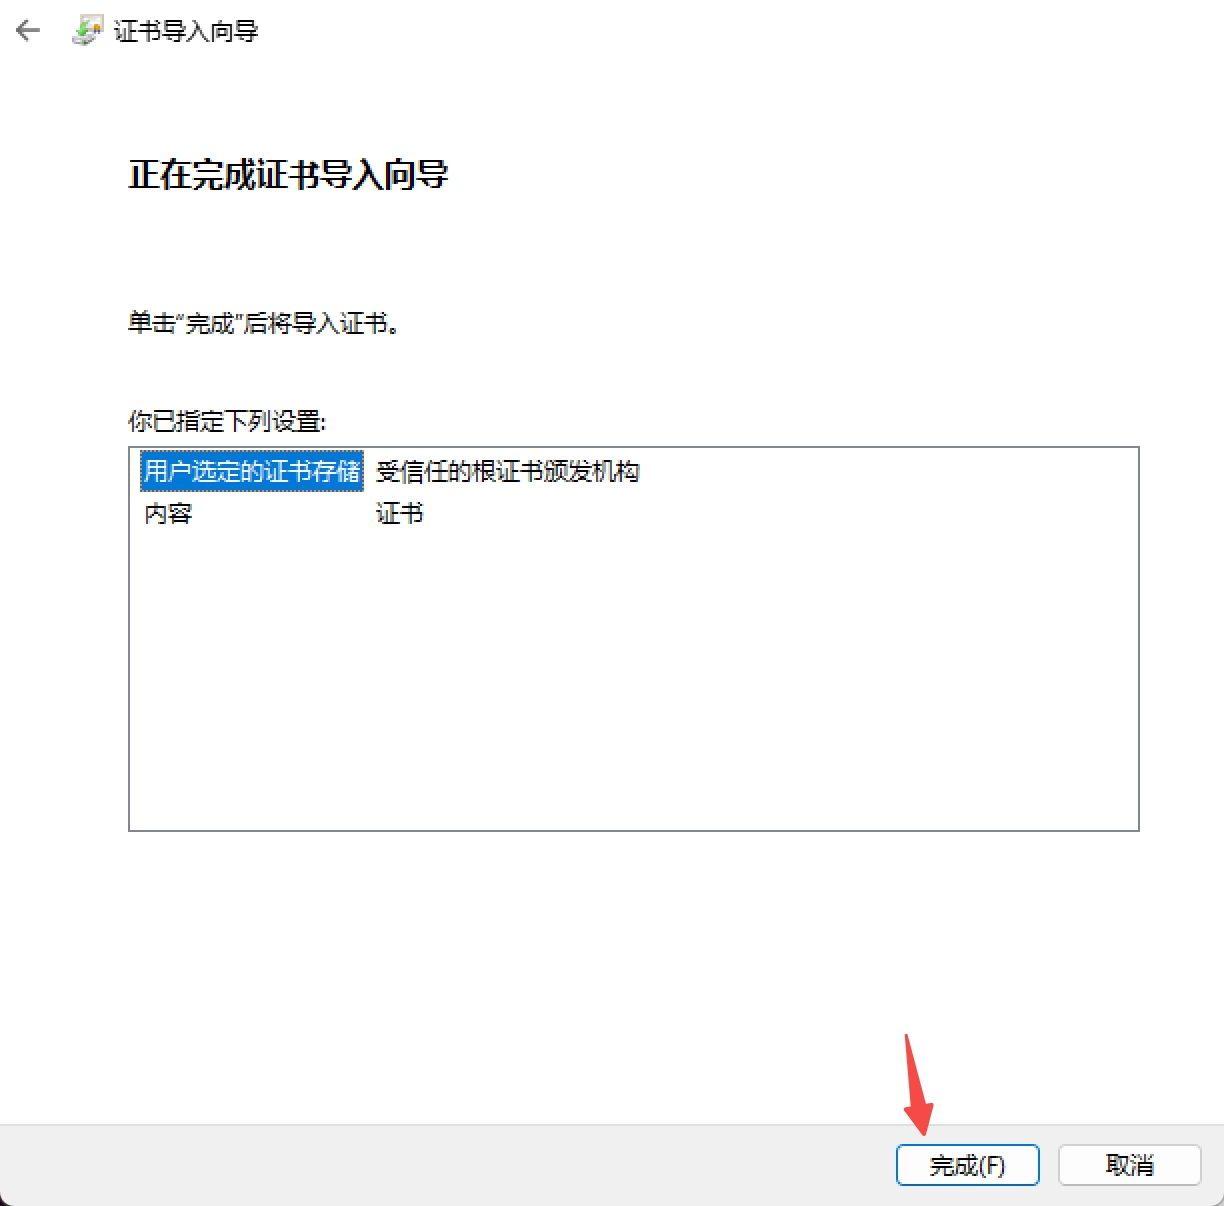 证书导入向导
正在完成证书导入向导
单击“完成”后将导入证书。
你已指定下列设置:
用户选定的证书存储 受信任的根证书颁发机构
内容 证书
完成(F) 取消